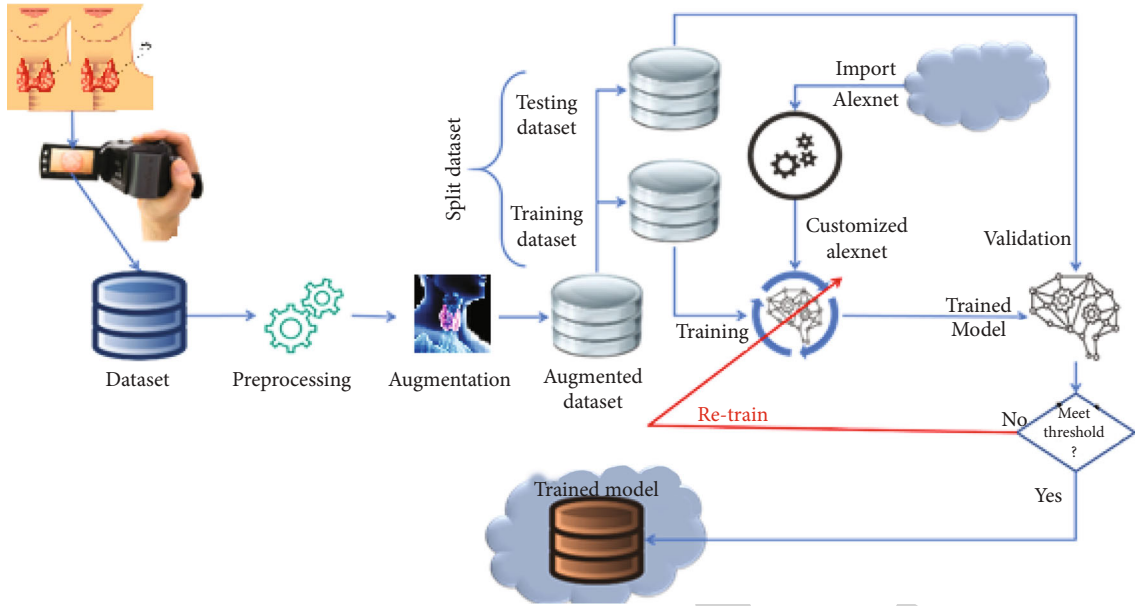 Import
Alexnet
Testing
dataset
Split dataset
Training
dataset
Customized
alexnet
Validation
Training
Trained
Model
Dataset
Preprocessing
Augmentation
Augmented
dataset
Re-train
No
Meet
threshold
?
Yes
Trained model